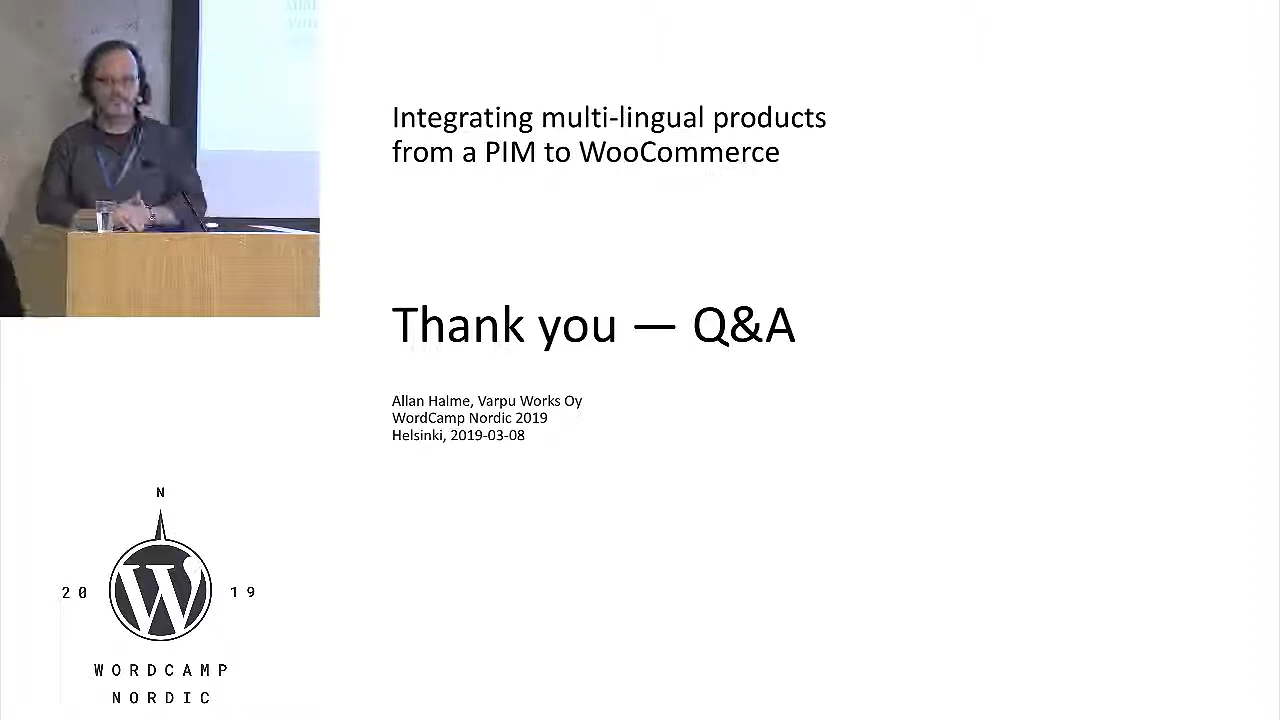 Integrating multi-lingual products
from a PIM to WooCommerce
Thank you — Q&A
Allan Halme, Varpu Works Oy
WordCamp Nordic 2019
Helsinki, 2019-03-08
N
20 19
WORDCAMP
NORDIC